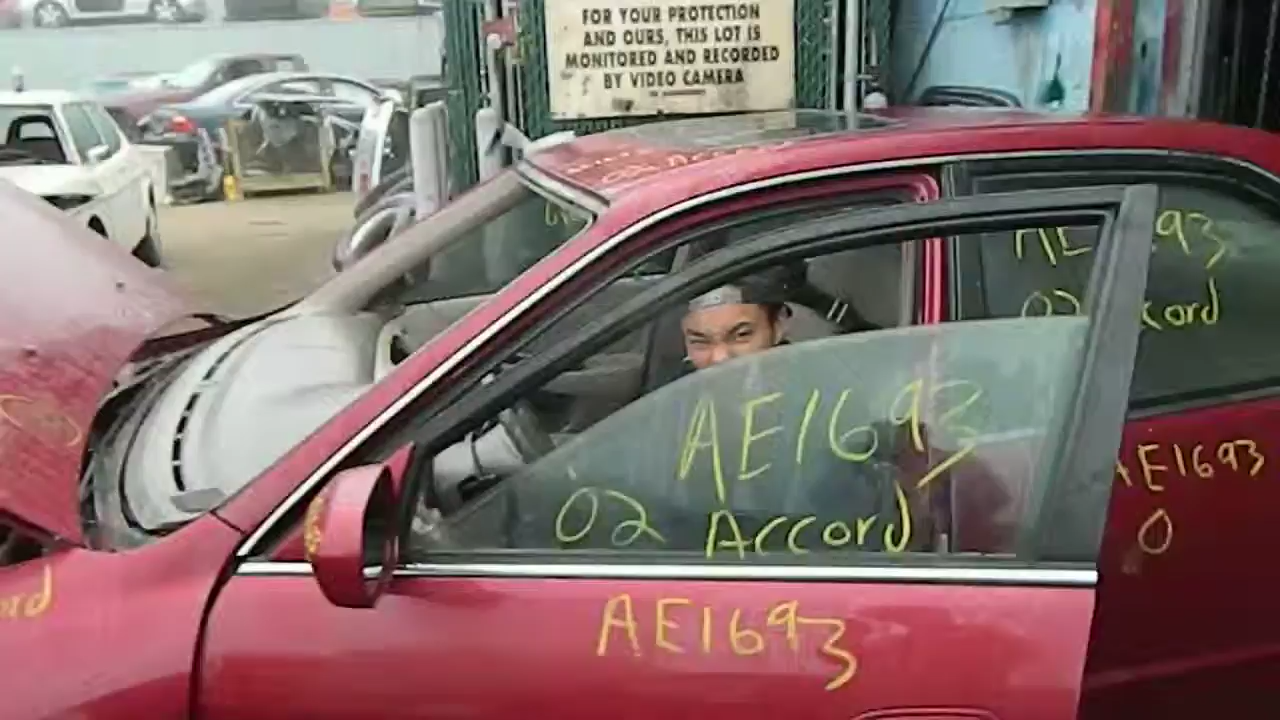 FOR YOUR PROTECTION
AND OURS, THIS LOT IS
MONITORED AND RECORDED
BY VIDEO CAMERA
02 Accord
AE1693
02 Accord
AE1693
AE1693
0
AE1693